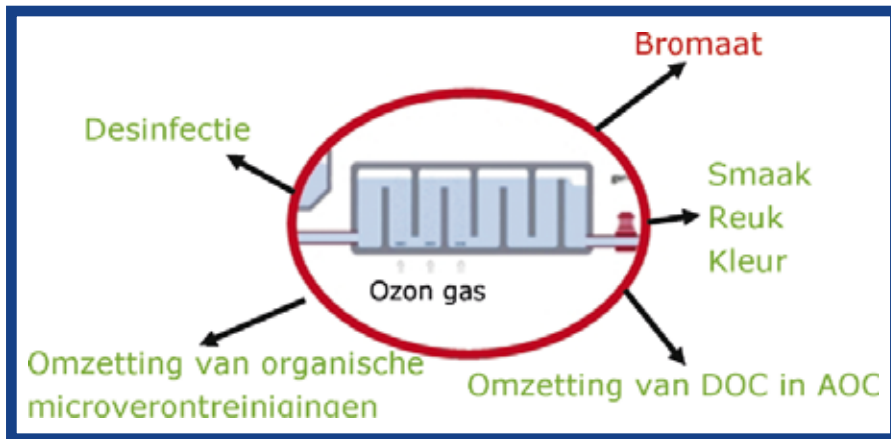 Bromaat
Desinfectie
Smaak
Reuk
Kleur
Ozon gas
Omzetting van organische
microverontreinigingen
Omzetting van DOC in AOC